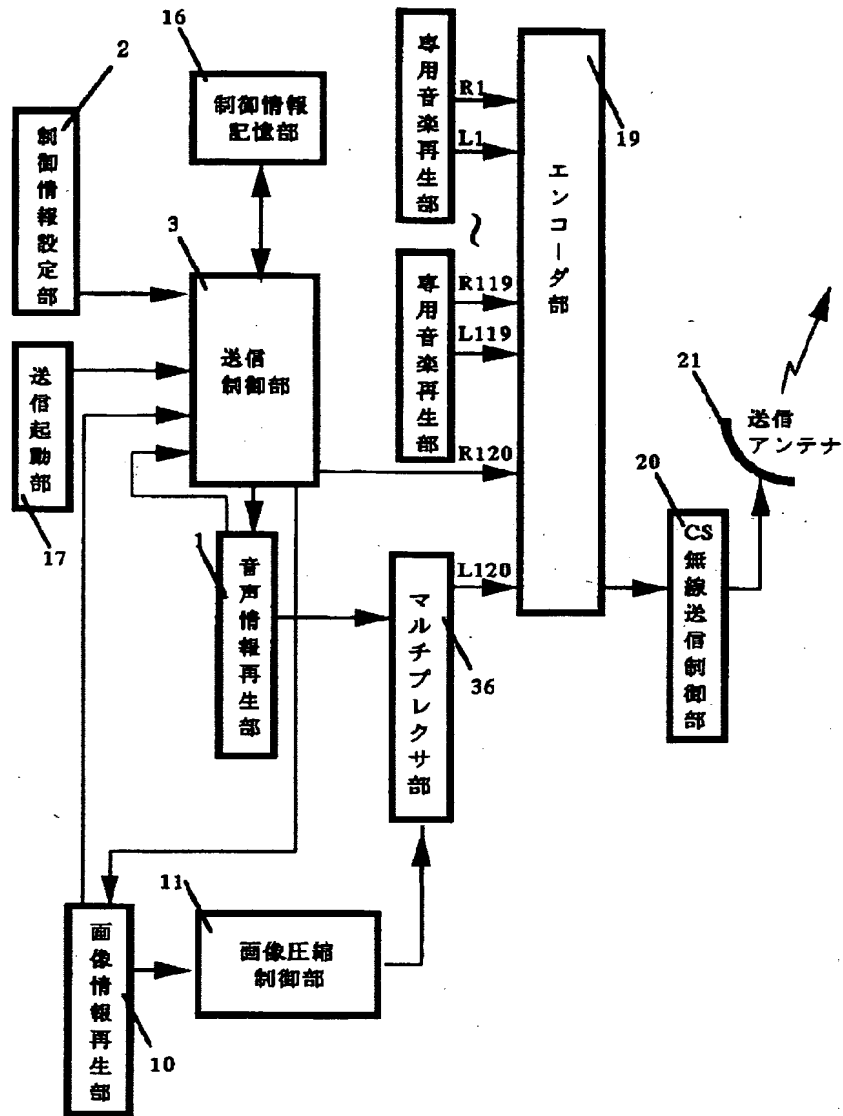 16
2
制御情報
記憶部
制御情報設定部
3
送信
制御部
送信起動部
17
専用音楽再生部
R1
L1
〜
専用音楽再生部
R119
L119
R120
L120
エンコーダ部
19
21
送信
アンテナ
20
CS
無線送信制御部
1
音声情報再生部
マルチプレクサ部
36
11
画像圧縮
制御部
画像情報再生部
10